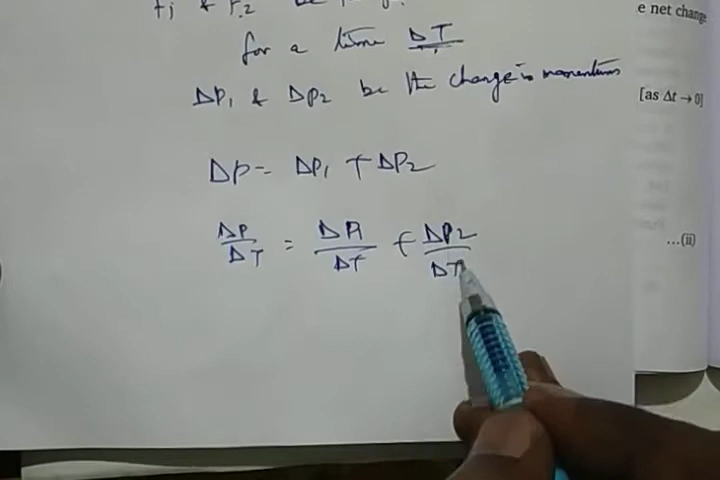 for a time ΔT
e net change
ΔP1 & ΔP2 be the change in momentum
[as Δt → 0]
ΔP = ΔP1 + ΔP2
ΔP/ΔT = ΔP1/ΔT + ΔP2/ΔT
...(ii)